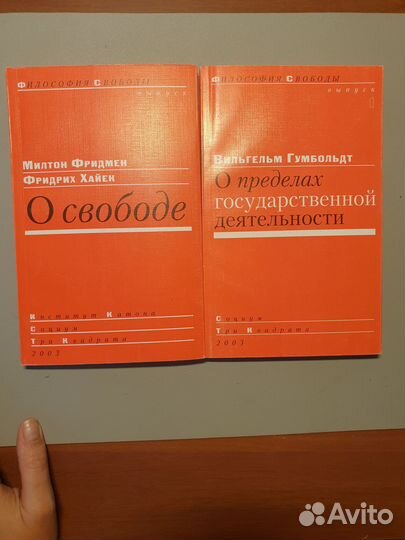 Философия Свободы
выпуск
Милтон Фридмен
Фридрих Хайек
О свободе
Институт Катона
Социум
Три Квадрата
2003
Философия Свободы
выпуск
1
Вильгельм Гумбольдт
О пределах
государственной
деятельности
Социум
Три Квадрата
2003
Avito